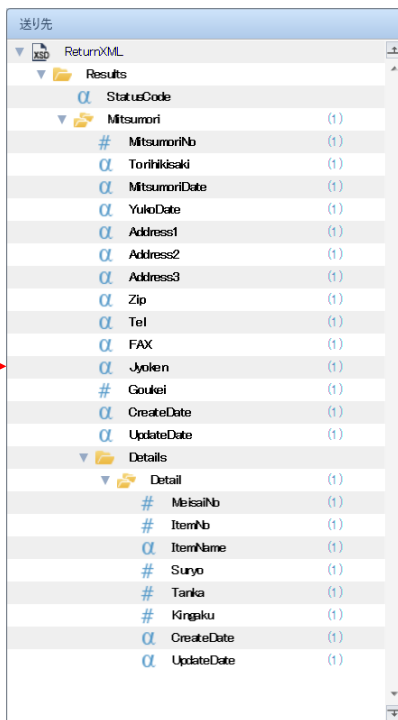 送り先
XSD ReturnXML
Results
α StatusCode
Mitsumori (1)
# MitsumoriNo (1)
α Torihikisaki (1)
α MitsumoriDate (1)
α YukoDate (1)
α Address1 (1)
α Address2 (1)
α Address3 (1)
α Zip (1)
α Tel (1)
α FAX (1)
α Jyoken (1)
# Goukei (1)
α CreateDate (1)
α UpdateDate (1)
Details
Detail (1)
# MeisaiNo (1)
# ItemNo (1)
α ItemName (1)
# Suryo (1)
# Tanka (1)
# Kingaku (1)
α CreateDate (1)
α UpdateDate (1)